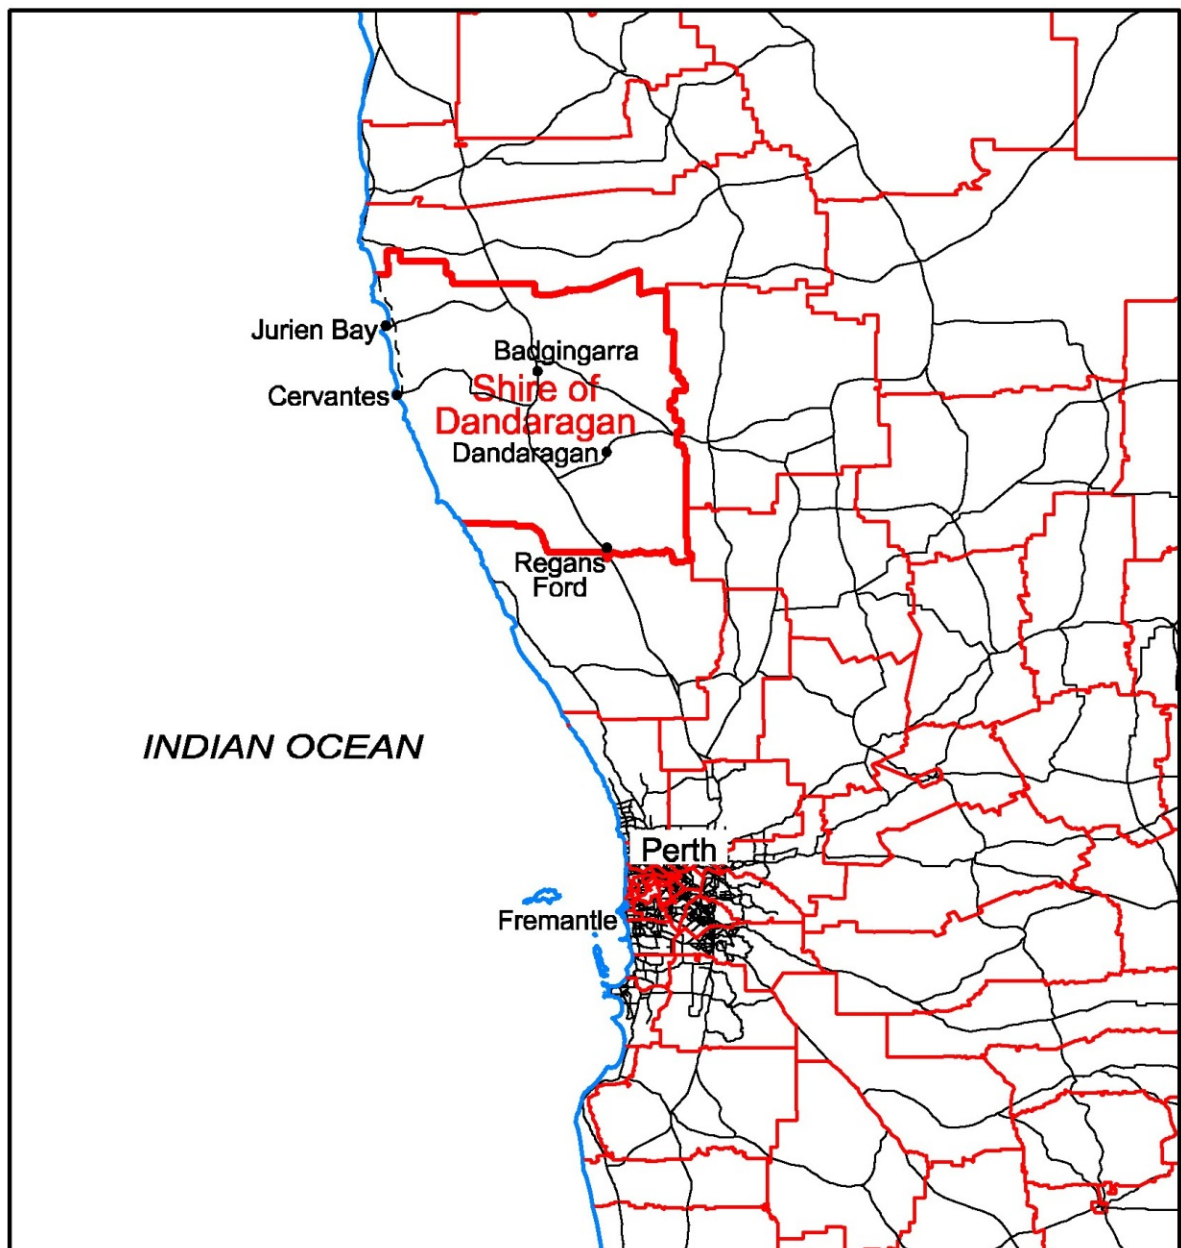 Jurien Bay
Badgingarra
Cervantes
Shire of
Dandaragan
Dandaragan
Regans
Ford
INDIAN OCEAN
Perth
Fremantle